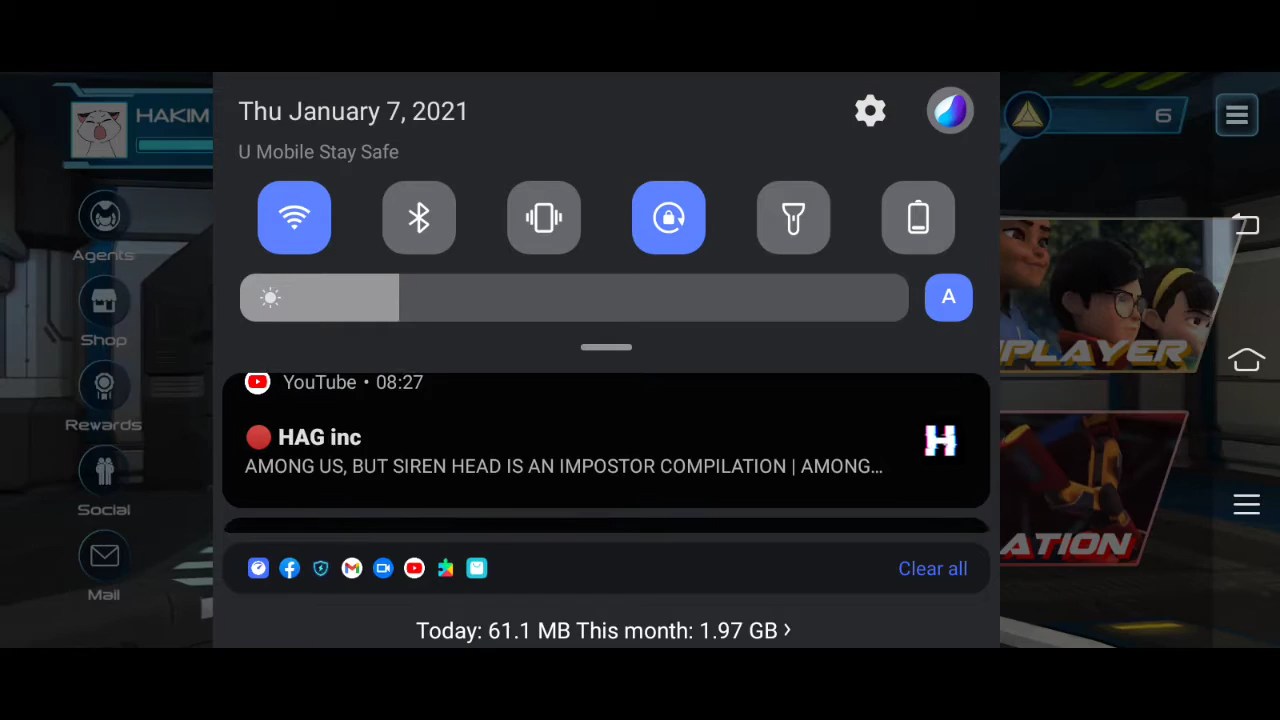 Thu January 7, 2021
U Mobile Stay Safe
HAKIM
6
Agents
Shop
Rewards
Social
Mail
A
YouTube • 08:27
HAG inc
AMONG US, BUT SIREN HEAD IS AN IMPOSTOR COMPILATION | AMONG...
H
IPLAYER
ATION
Clear all
Today: 61.1 MB This month: 1.97 GB >